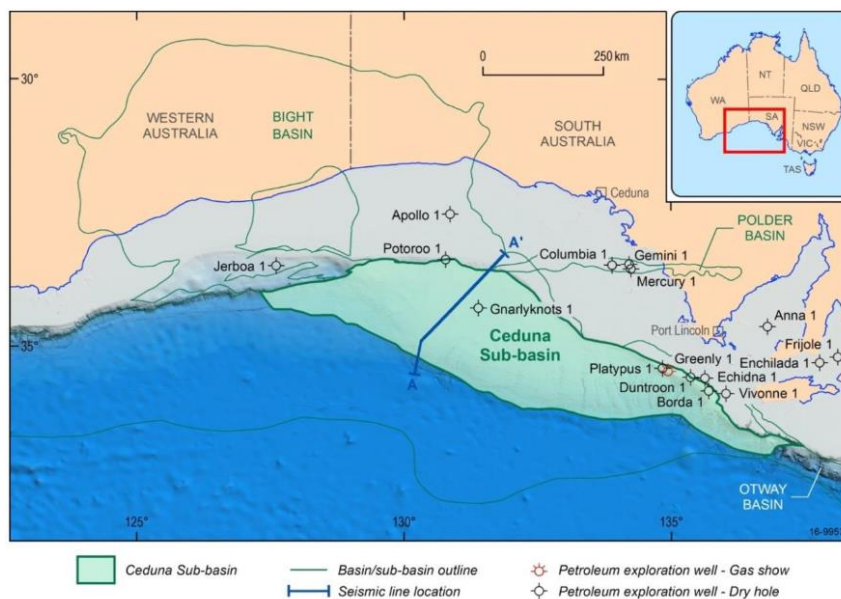 0
250 km
30°
WESTERN
AUSTRALIA
BIGHT
BASIN
SOUTH
AUSTRALIA
WA
NT
SA
QLD
NSW
VIC
TAS
Ceduna
Apollo 1
Potoroo 1
A'
Jerboa 1
Columbia 1
Gemini 1
Mercury 1
POLDER
BASIN
Gnarlyknots 1
Ceduna
Sub-basin
Port Lincoln
Anna 1
Frijole 1
Enchilada 1
35°
A
Platypus 1
Greenly 1
Echidna 1
Duntroon 1
Borda 1
Vivonne 1
OTWAY
BASIN
125°
130°
135°
Ceduna Sub-basin
Basin/sub-basin outline
Seismic line location
Petroleum exploration well - Gas show
Petroleum exploration well - Dry hole